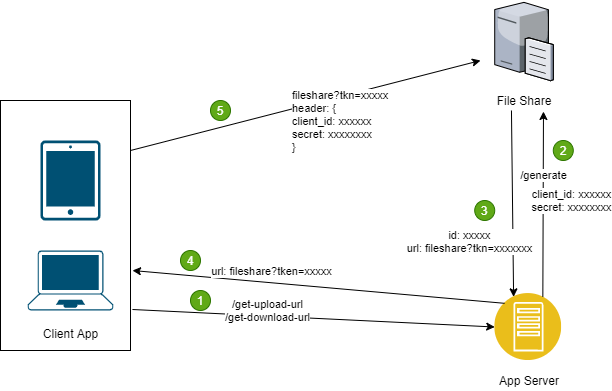 File Share
5
fileshare?tkn=xxxxx
header: {
client_id: xxxxxx
secret: xxxxxxxx
}
2
/generate
client_id: xxxxxx
secret: xxxxxxxx
3
id: xxxxx
url: fileshare?tkn=xxxxxxx
4
url: fileshare?tken=xxxxx
1
/get-upload-url
/get-download-url
Client App
App Server